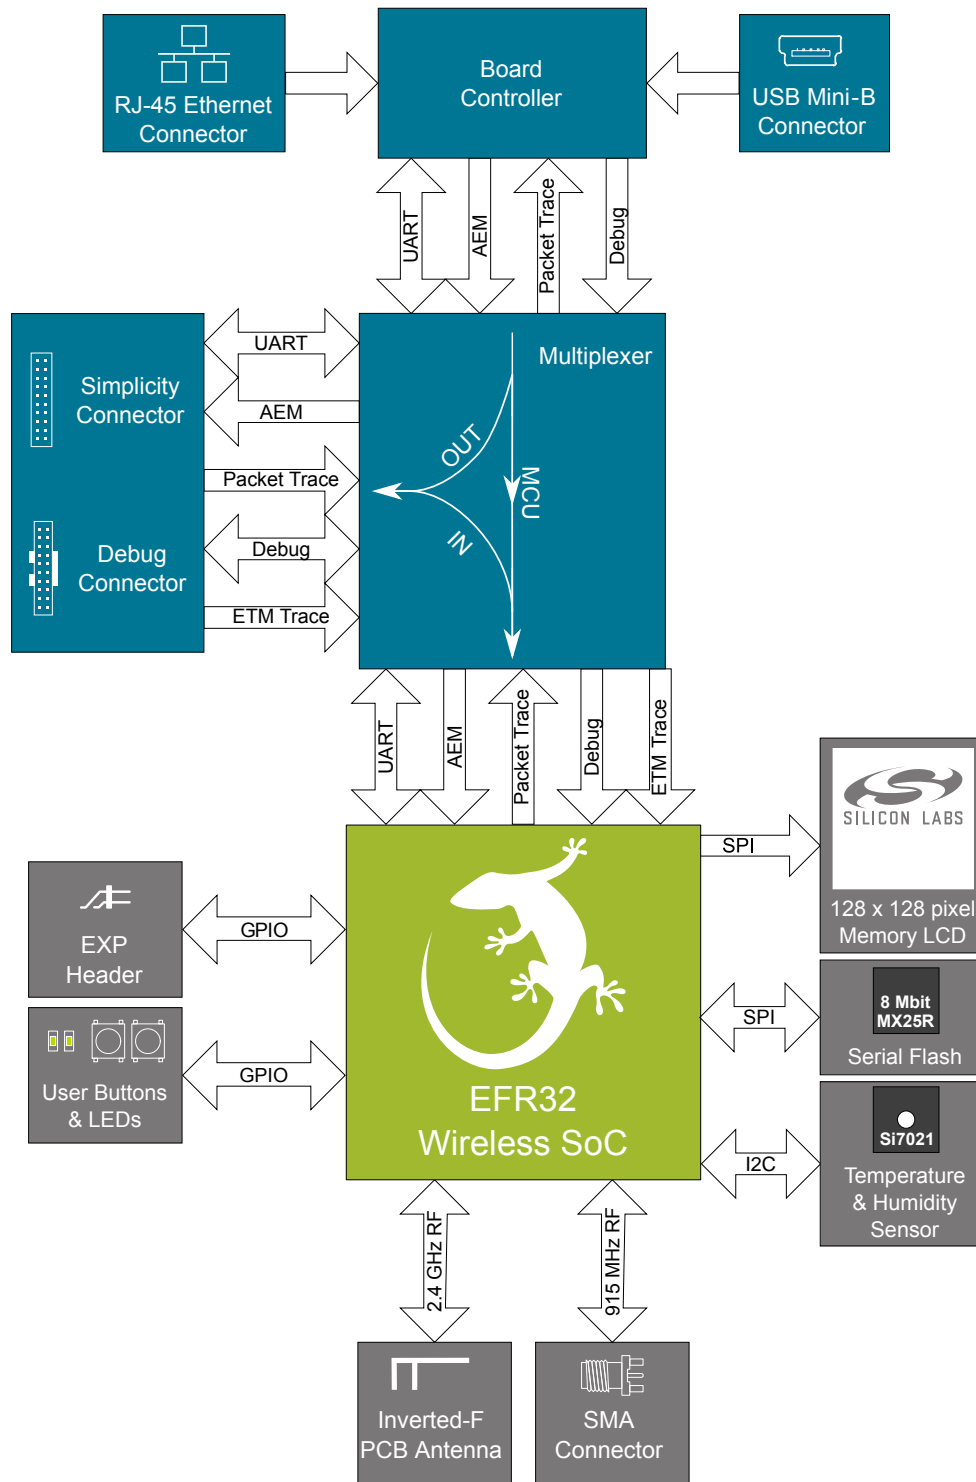 RJ-45 Ethernet
Connector
Board
Controller
USB Mini-B
Connector
UART
AEM
Packet Trace
Debug
Simplicity
Connector
Debug
Connector
UART
AEM
Packet Trace
Debug
ETM Trace
Multiplexer
OUT
MCU
IN
UART
AEM
Packet Trace
Debug
ETM Trace
SILICON LABS
128 x 128 pixel
Memory LCD
SPI
EXP
Header
GPIO
8 Mbit
MX25R
Serial Flash
SPI
User Buttons
& LEDs
GPIO
EFR32
Wireless SoC
Si7021
Temperature
& Humidity
Sensor
I2C
2.4 GHz RF
915 MHz RF
Inverted-F
PCB Antenna
SMA
Connector